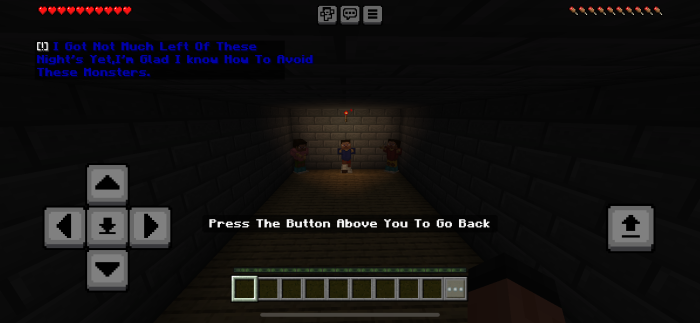 [!] I Got Not Much Left Of These
Night's Yet,I'm Glad I know How To Avoid
These Monsters.
Press The Button Above You To Go Back